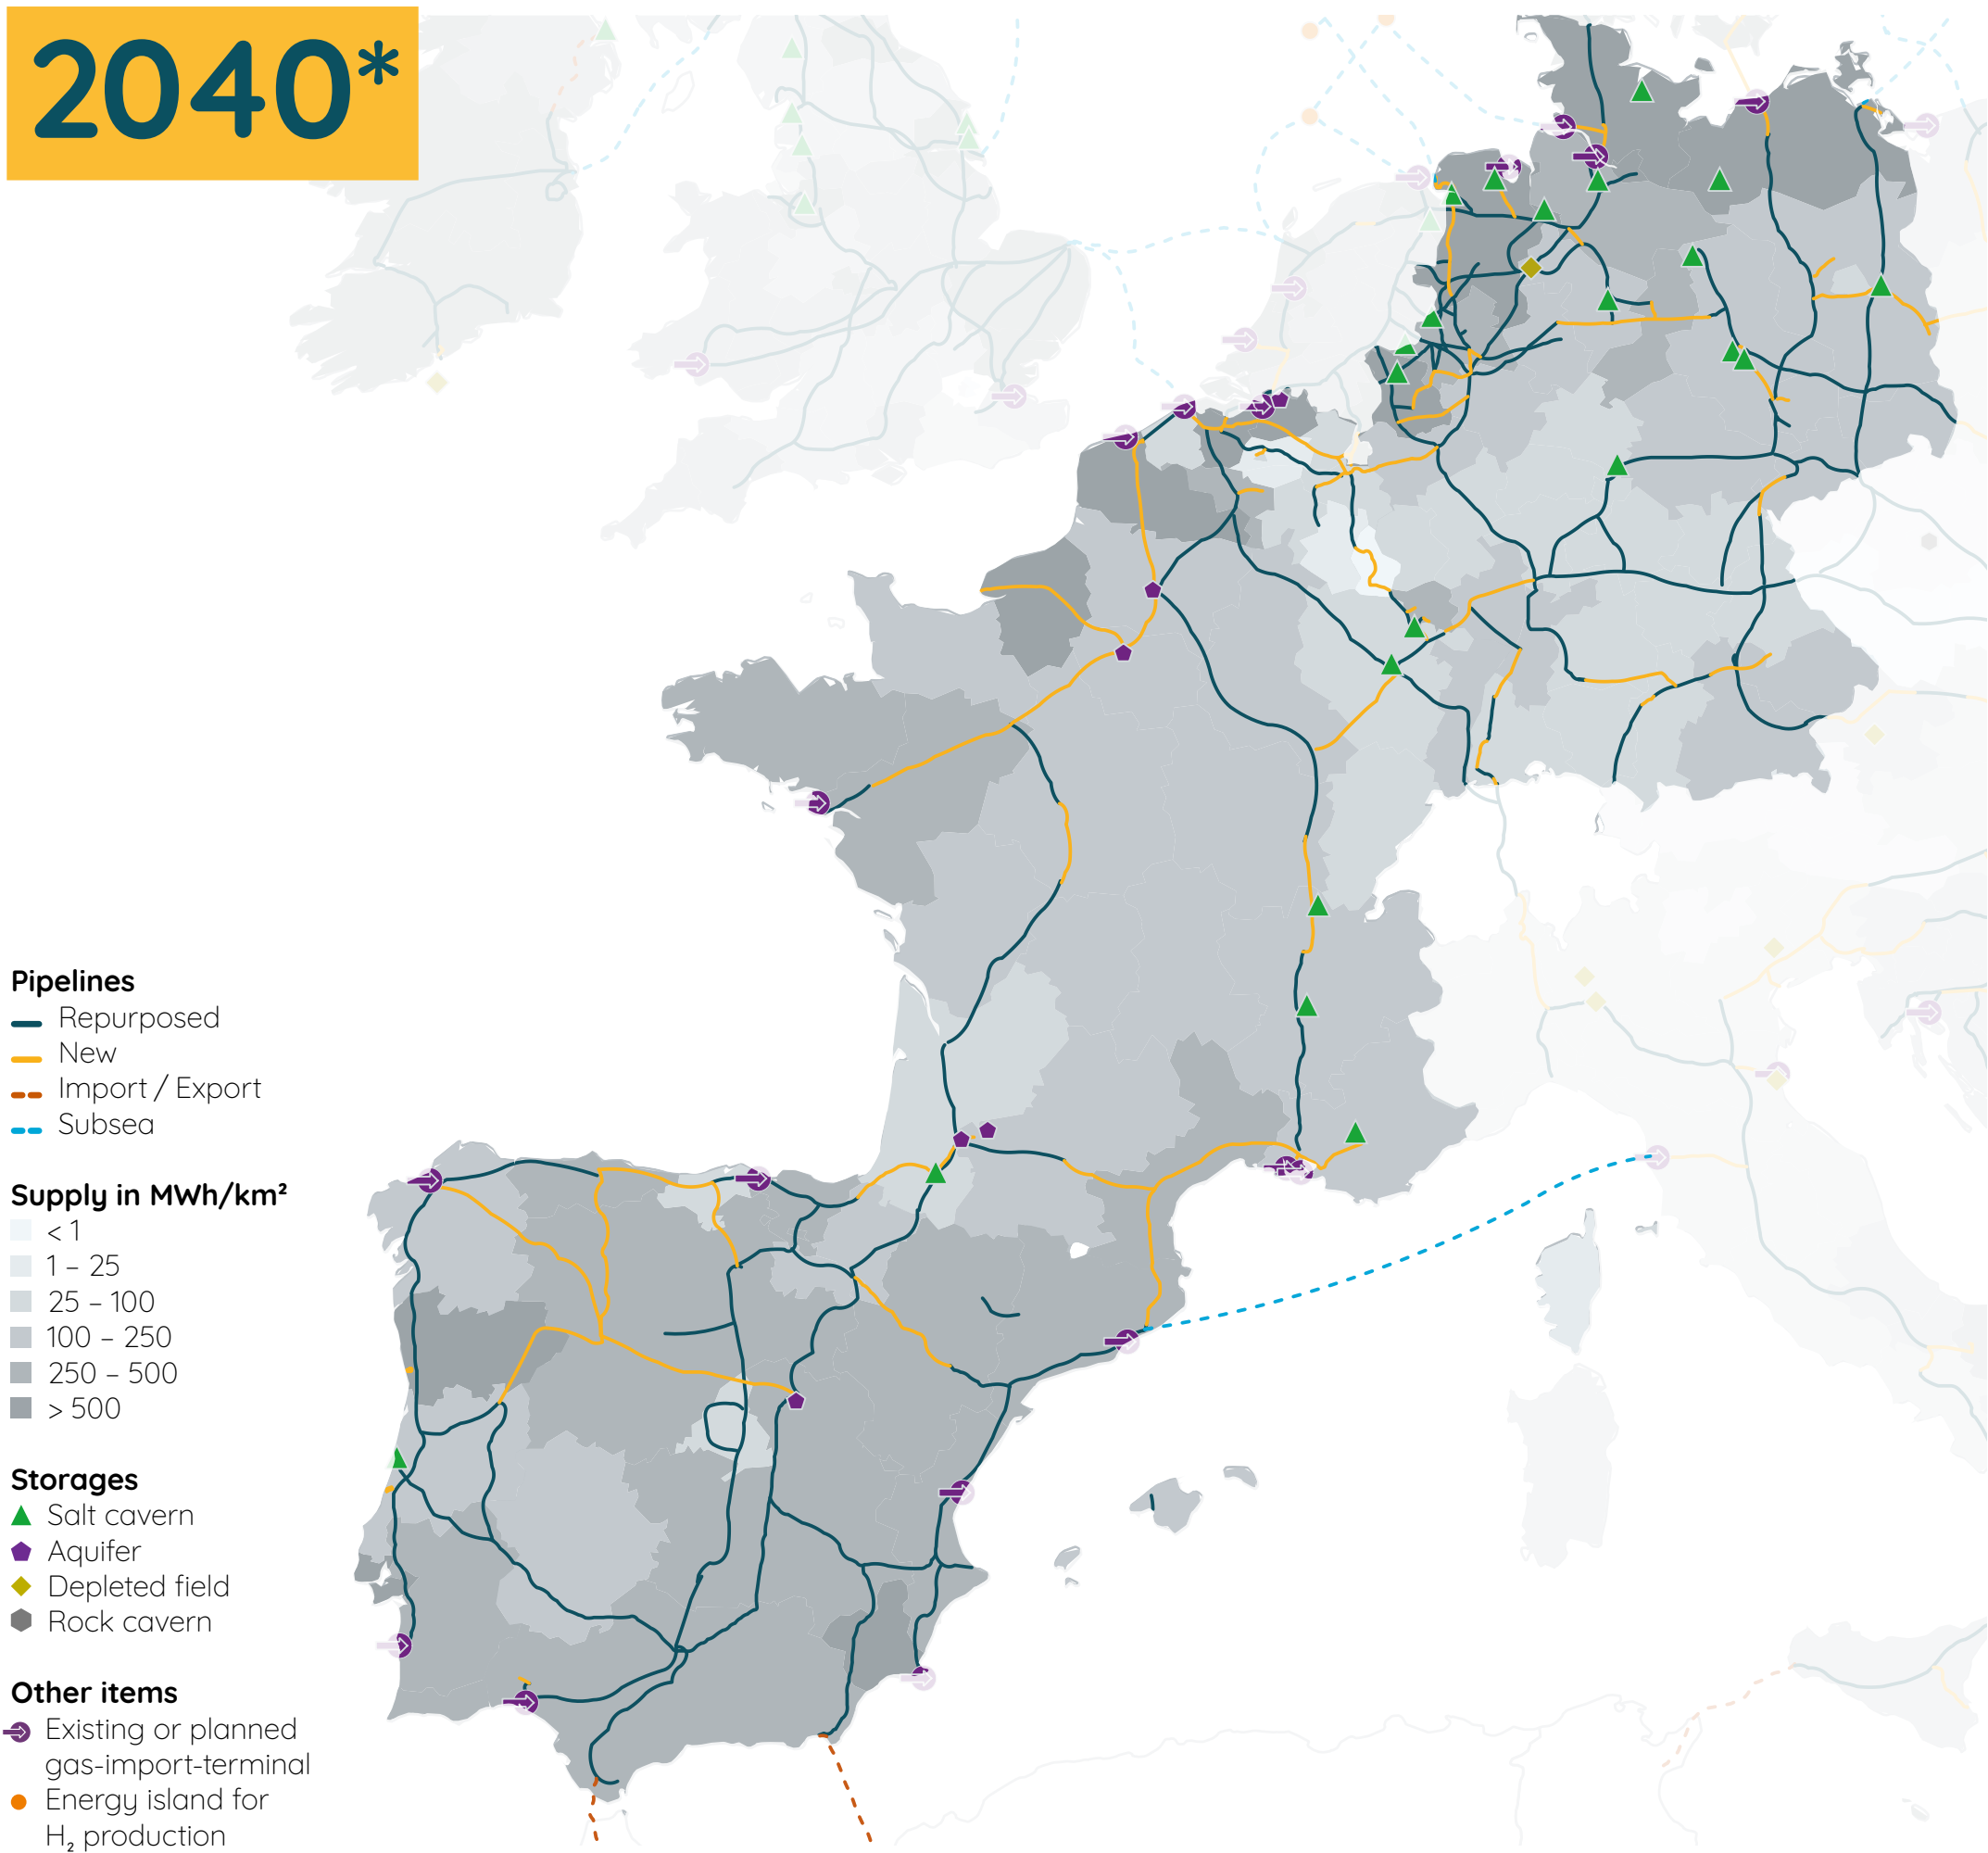 2040*
Pipelines
Repurposed
New
Import / Export
Subsea
Supply in MWh/km²
< 1
1 – 25
25 – 100
100 – 250
250 – 500
> 500
Storages
Salt cavern
Aquifer
Depleted field
Rock cavern
Other items
Existing or planned
gas-import-terminal
Energy island for
H₂ production